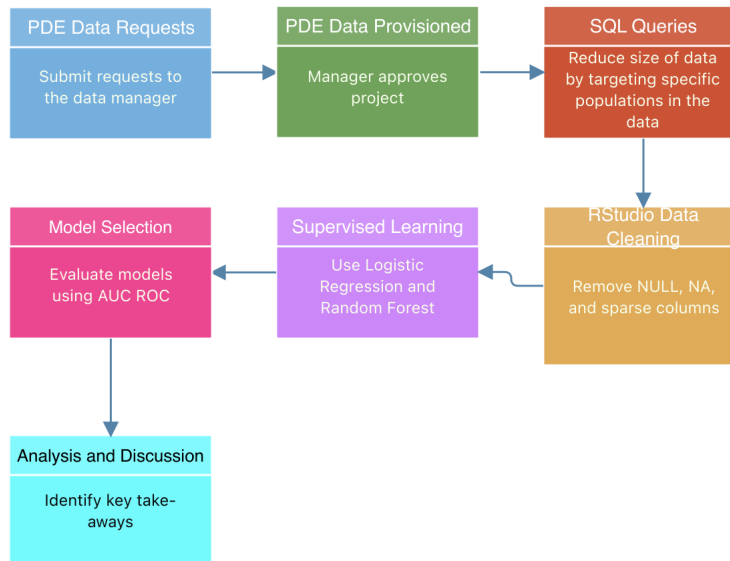 PDE Data Requests
Submit requests to
the data manager
PDE Data Provisioned
Manager approves
project
SQL Queries
Reduce size of data
by targeting specific
populations in the
data
RStudio Data
Cleaning
Remove NULL, NA,
and sparse columns
Supervised Learning
Use Logistic
Regression and
Random Forest
Model Selection
Evaluate models
using AUC ROC
Analysis and Discussion
Identify key take-
aways